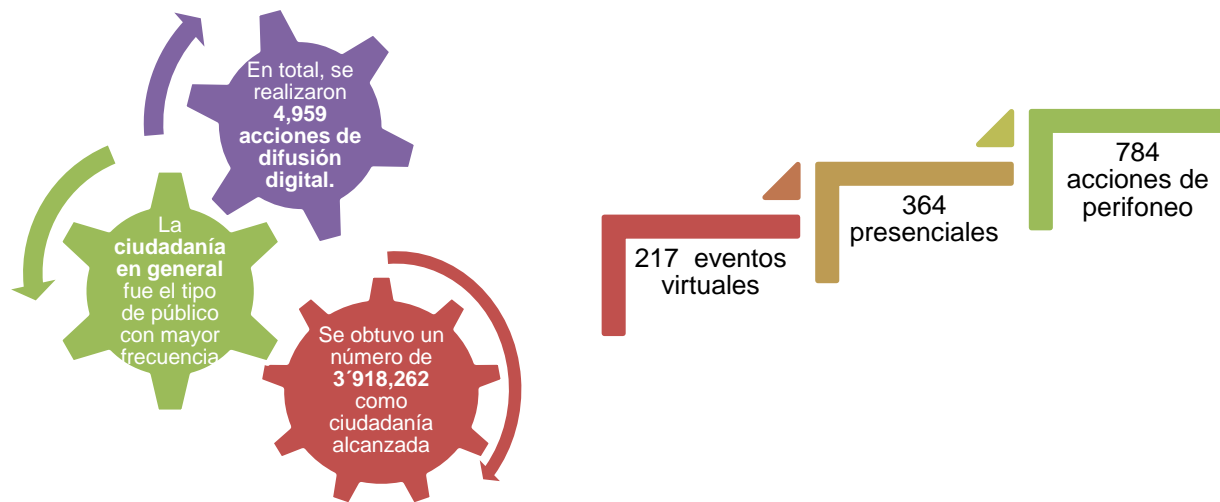 En total, se
realizaron
4,959
acciones de
difusión
digital.
La
ciudadanía
en general
fue el tipo
de público
con mayor
frecuencia
Se obtuvo un
número de
3´918,262
como
ciudadanía
alcanzada
217 eventos
virtuales
364
presenciales
784
acciones de
perifoneo